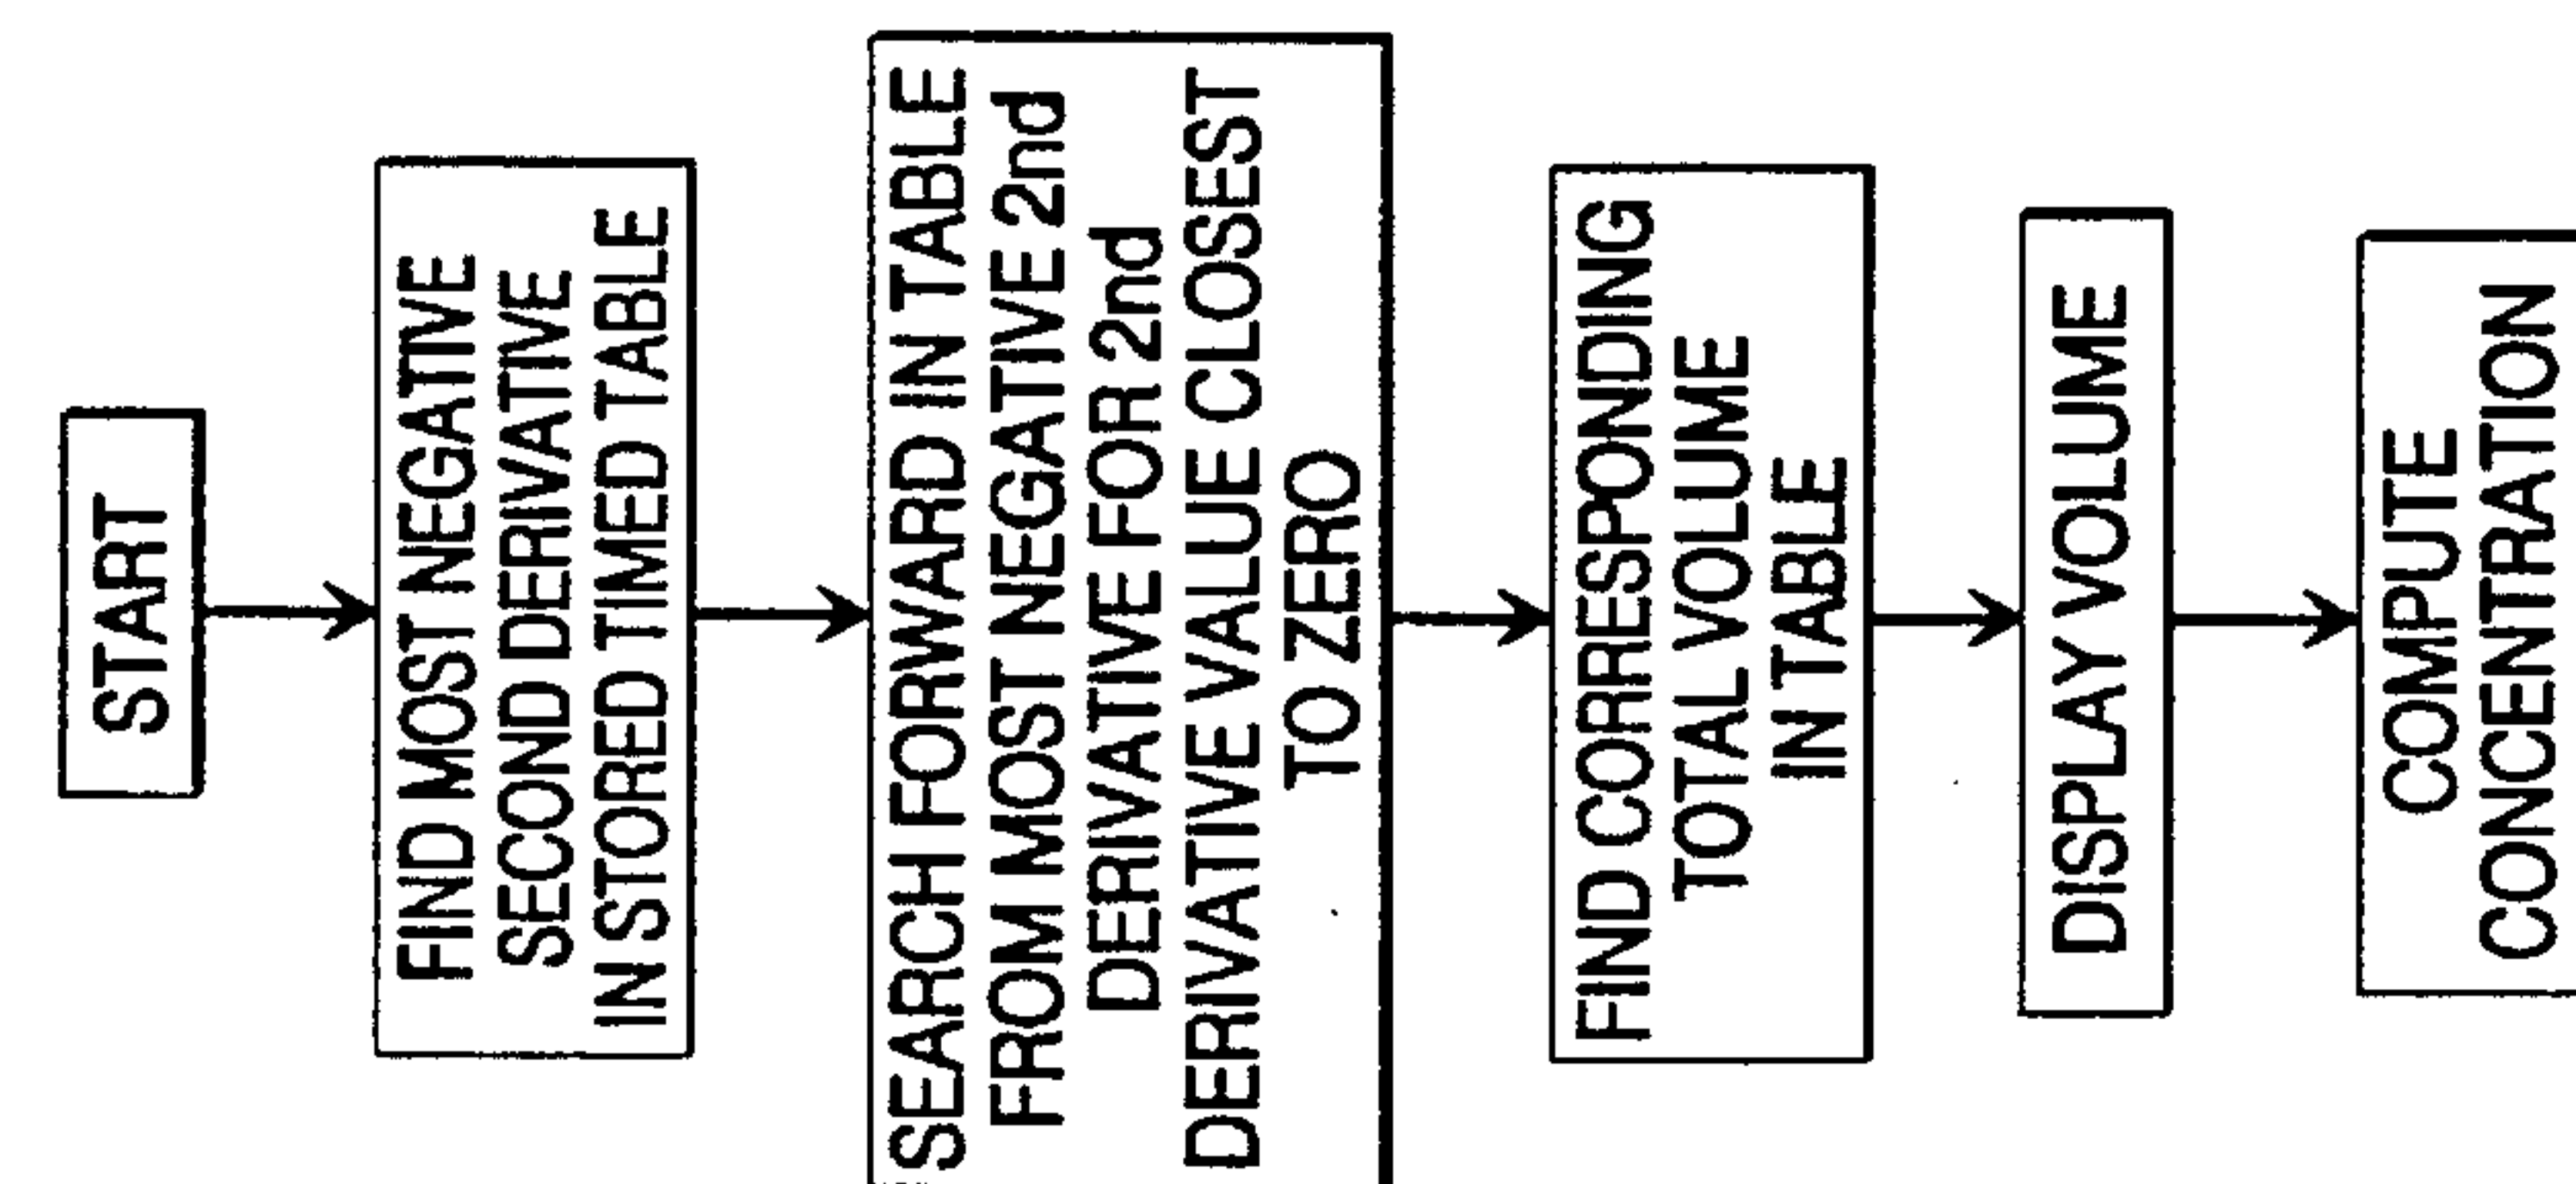 START
FIND MOST NEGATIVE
SECOND DERIVATIVE
IN STORED TIMED TABLE
SEARCH FORWARD IN TABLE
FROM MOST NEGATIVE 2nd
DERIVATIVE FOR 2nd
DERIVATIVE VALUE CLOSEST
TO ZERO
FIND CORRESPONDING
TOTAL VOLUME
IN TABLE
DISPLAY VOLUME
COMPUTE
CONCENTRATION